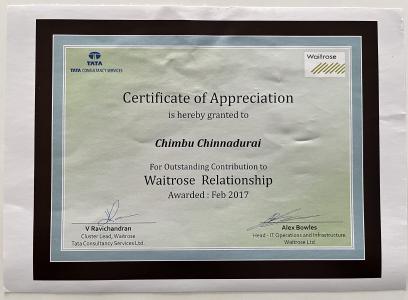 TATA
TATA CONSULTANCY SERVICES
Waitrose
Certificate of Appreciation
is hereby granted to
Chimbu Chinnadurai
For Outstanding Contribution to
Waitrose Relationship
Awarded : Feb 2017
V Ravichandran
Cluster Lead, Waitrose
Tata Consultancy Services Ltd
Alex Bowles
Head - IT Operations and Infrastructure
Waitrose Ltd